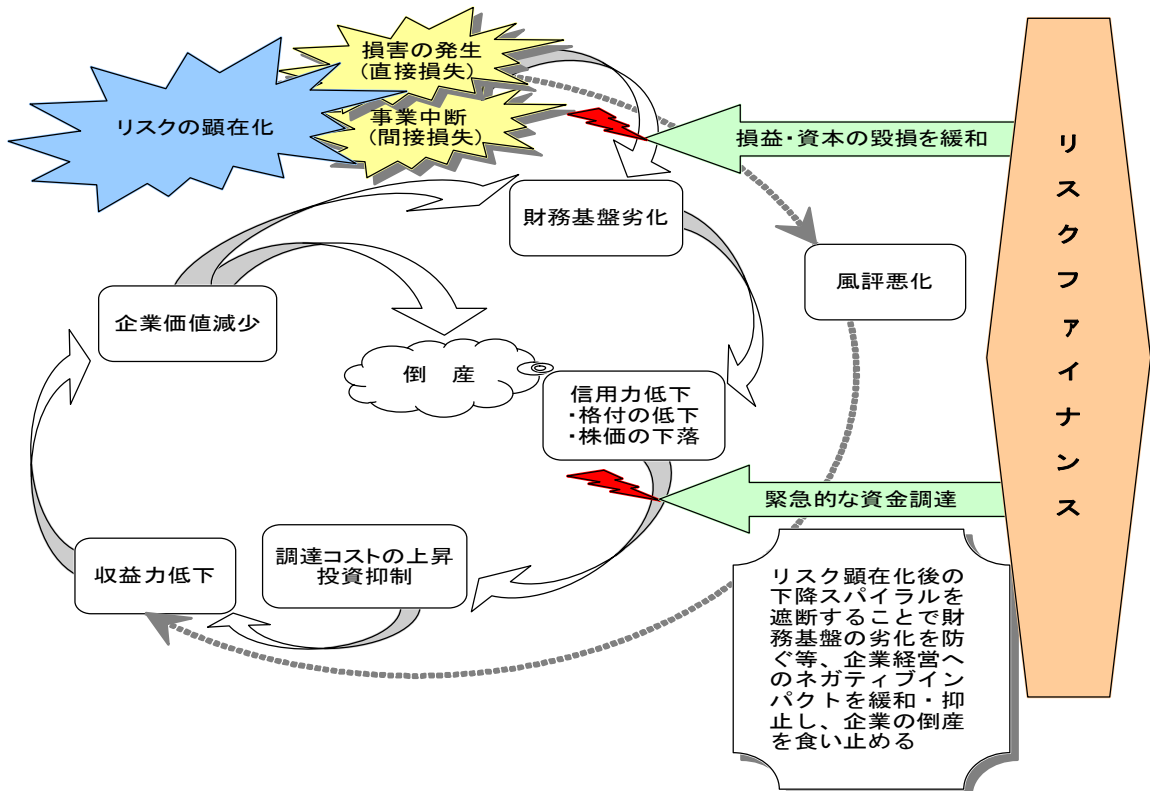 損害の発生
(直接損失)
リスクの顕在化
事業中断
(間接損失)
損益・資本の毀損を緩和
リスクファイナンス
財務基盤劣化
風評悪化
企業価値減少
倒 産
信用力低下
・格付の低下
・株価の下落
緊急的な資金調達
調達コストの上昇
投資抑制
収益力低下
リスク顕在化後の
下降スパイラルを
遮断することで財
務基盤の劣化を防
ぐ等、企業経営へ
のネガティブイン
パクトを緩和・抑
止し、企業の倒産
を食い止める